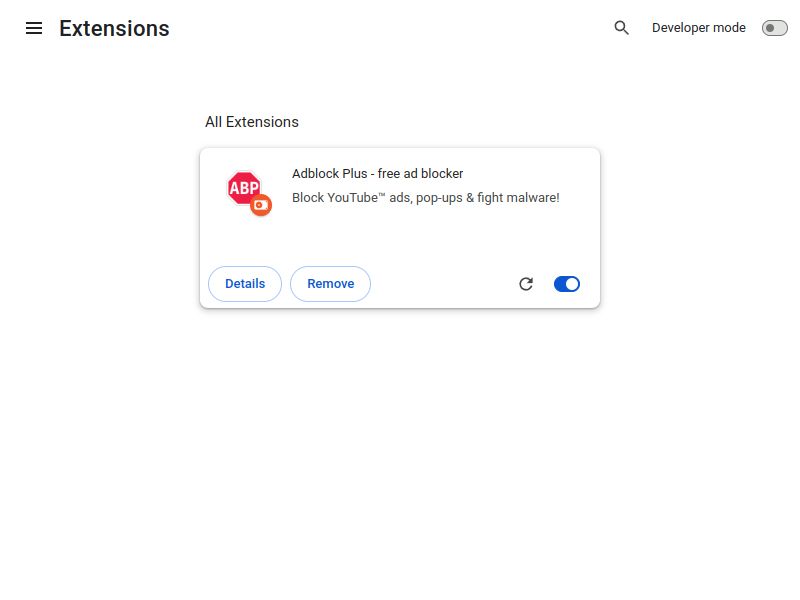 Extensions
Developer mode
All Extensions
ABP
Adblock Plus - free ad blocker
Block YouTube™ ads, pop-ups & fight malware!
Details
Remove